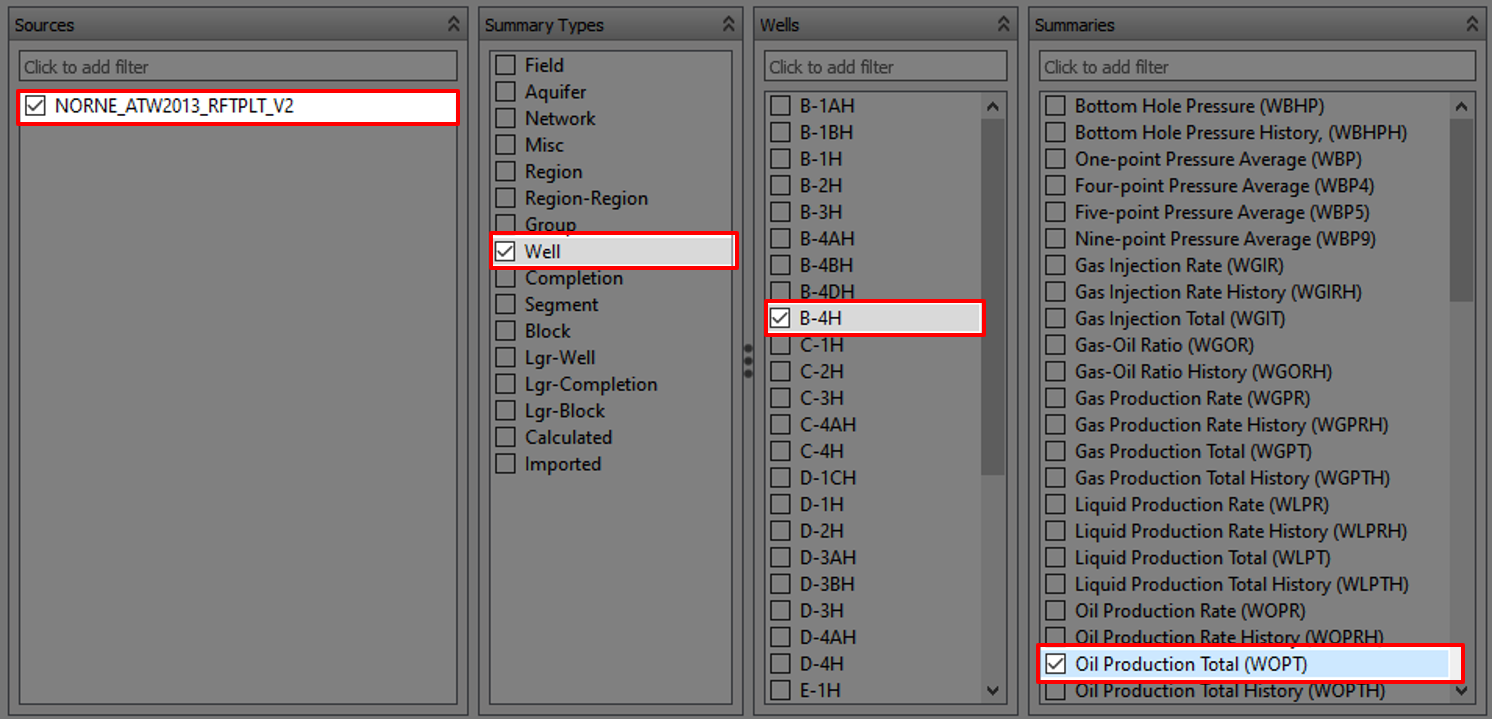 Sources
Click to add filter
NORNE_ATW2013_RFTPLT_V2
Summary Types
Field
Aquifer
Network
Misc
Region
Region-Region
Group
Well
Completion
Segment
Block
Lgr-Well
Lgr-Completion
Lgr-Block
Calculated
Imported
Wells
Click to add filter
B-1AH
B-1BH
B-1H
B-2H
B-3H
B-4AH
B-4BH
B-4DH
B-4H
C-1H
C-2H
C-3H
C-4AH
C-4H
D-1CH
D-1H
D-2H
D-3AH
D-3BH
D-3H
D-4AH
D-4H
E-1H
Summaries
Click to add filter
Bottom Hole Pressure (WBHP)
Bottom Hole Pressure History, (WBHPH)
One-point Pressure Average (WBP)
Four-point Pressure Average (WBP4)
Five-point Pressure Average (WBP5)
Nine-point Pressure Average (WBP9)
Gas Injection Rate (WGIR)
Gas Injection Rate History (WGIRH)
Gas Injection Total (WGIT)
Gas-Oil Ratio (WGOR)
Gas-Oil Ratio History (WGORH)
Gas Production Rate (WGPR)
Gas Production Rate History (WGPRH)
Gas Production Total (WGPT)
Gas Production Total History (WGPTH)
Liquid Production Rate (WLPR)
Liquid Production Rate History (WLPRH)
Liquid Production Total (WLPT)
Liquid Production Total History (WLPTH)
Oil Production Rate (WOPR)
Oil Production Rate History (WOPRH)
Oil Production Total (WOPT)
Oil Production Total History (WOPTH)